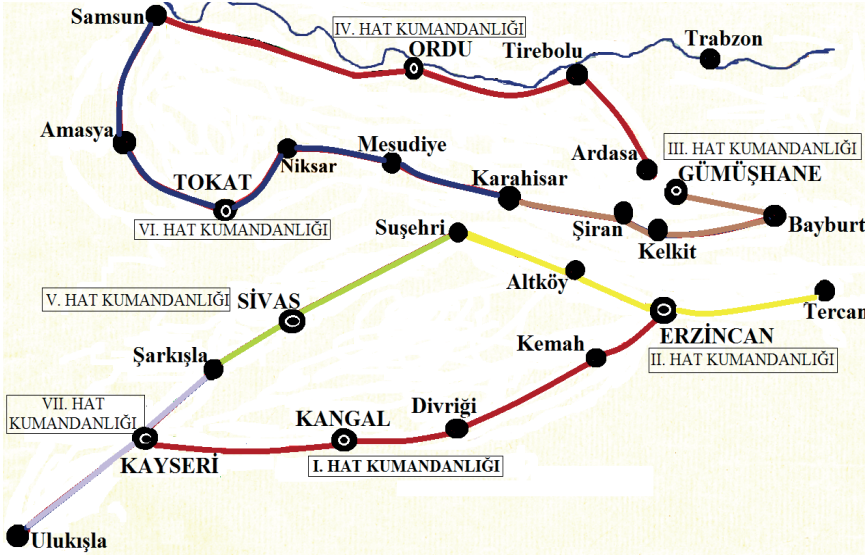 Samsun
IV. HAT KUMANDANLIĞI
ORDU
Tirebolu
Trabzon
Amasya
TOKAT
Niksar
Mesudiye
Ardasa
III. HAT KUMANDANLIĞI
GÜMÜŞHANE
Karahisar
VI. HAT KUMANDANLIĞI
Suşehri
Şiran
Kelkit
Bayburt
V. HAT KUMANDANLIĞI
SİVAS
Altköy
Tercan
Şarkışla
Kemah
ERZİNCAN
II. HAT KUMANDANLIĞI
VII. HAT
KUMANDANLIĞI
KANGAL
Divriği
KAYSERİ
I. HAT KUMANDANLIĞI
Ulukışla